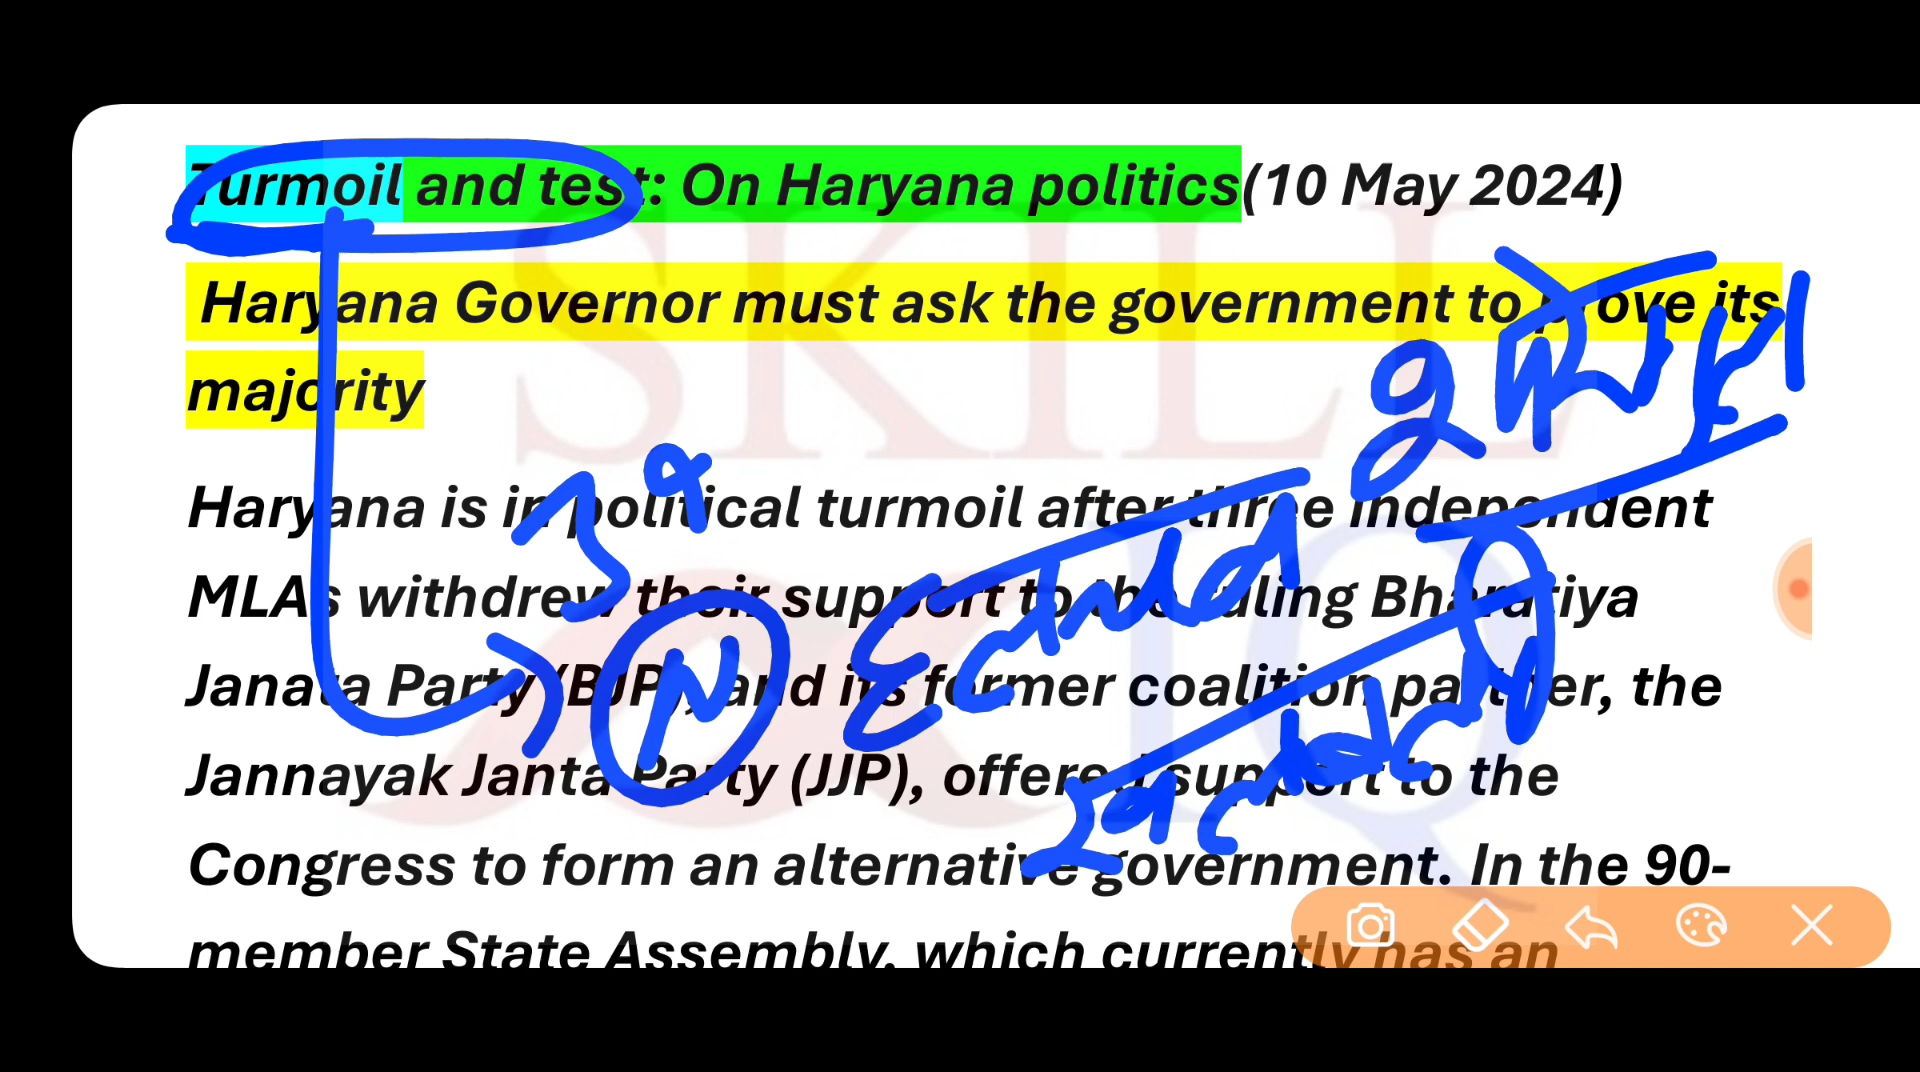 Turmoil and test: On Haryana politics(10 May 2024)
Haryana Governor must ask the government to prove its
majority
Haryana is in political turmoil after three independent
MLAs withdrew their support to the ruling Bharatiya
Janata Party (BJP), and its former coalition partner, the
Jannayak Janta Party (JJP), offered support to the
Congress to form an alternative government. In the 90-
member State Assembly, which currently has an
SKILL
IQ
N